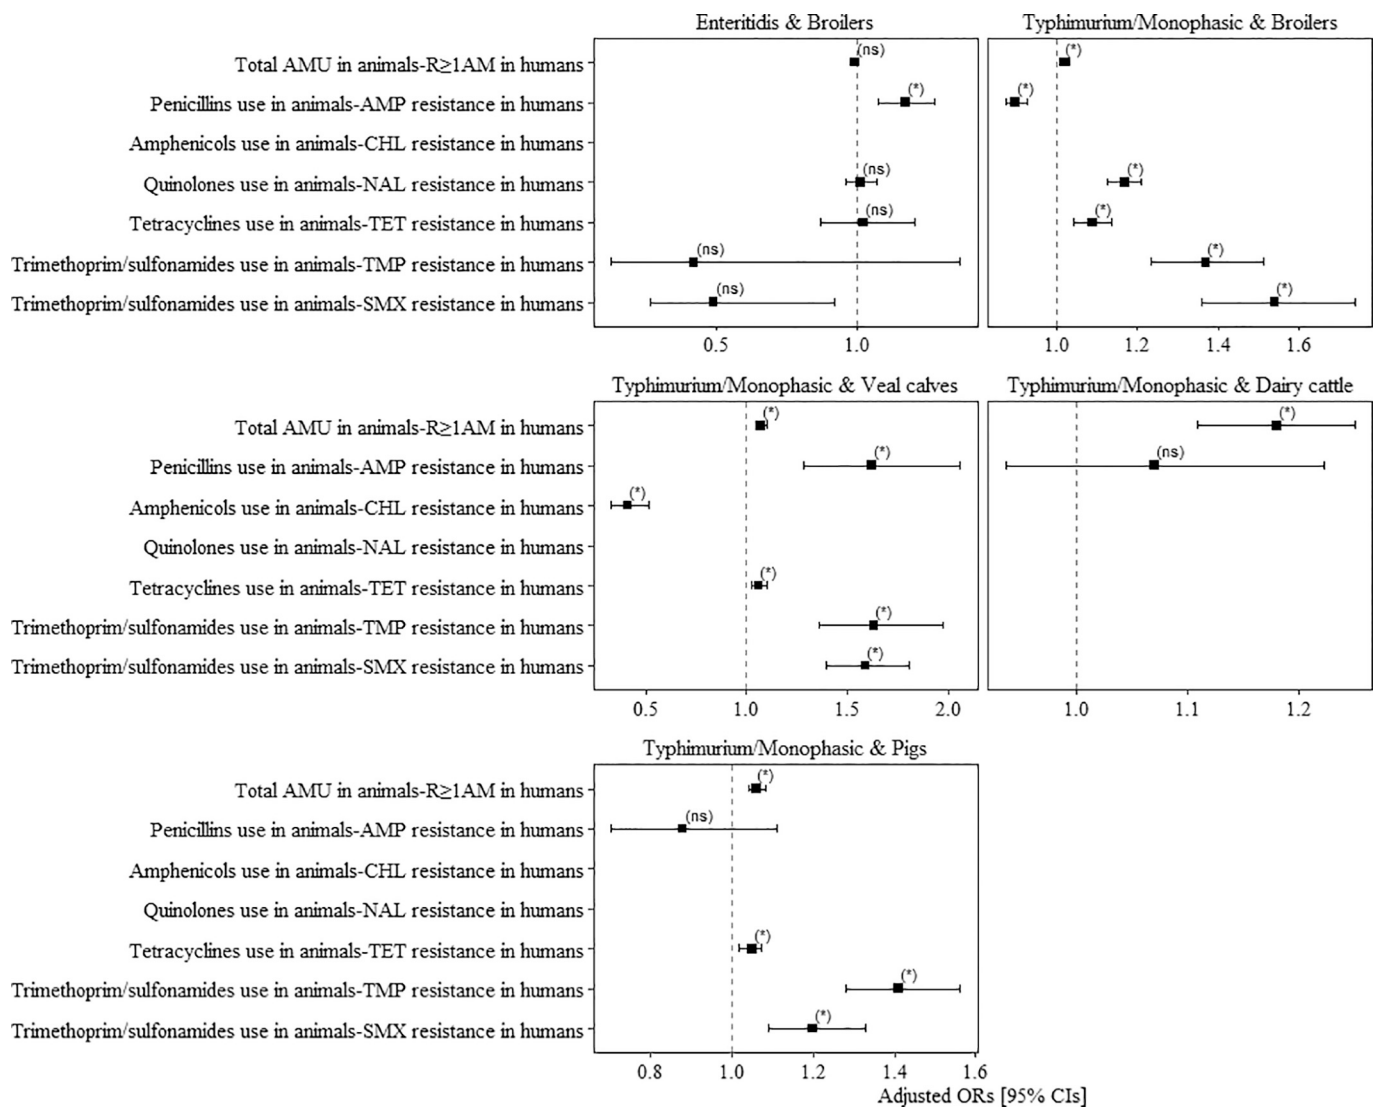 Enteritidis & Broilers
Typhimurium/Monophasic & Broilers
Total AMU in animals-R≥1AM in humans
(ns)
(*)
Penicillins use in animals-AMP resistance in humans
(*)
(*)
Amphenicols use in animals-CHL resistance in humans
Quinolones use in animals-NAL resistance in humans
(ns)
(*)
Tetracyclines use in animals-TET resistance in humans
(ns)
(*)
Trimethoprim/sulfonamides use in animals-TMP resistance in humans
(ns)
(*)
Trimethoprim/sulfonamides use in animals-SMX resistance in humans
(ns)
(*)
0.5 1.0
1.0 1.2 1.4 1.6
Typhimurium/Monophasic & Veal calves
Typhimurium/Monophasic & Dairy cattle
Total AMU in animals-R≥1AM in humans
(*)
(*)
Penicillins use in animals-AMP resistance in humans
(*)
(ns)
Amphenicols use in animals-CHL resistance in humans
(*)
Quinolones use in animals-NAL resistance in humans
Tetracyclines use in animals-TET resistance in humans
(*)
Trimethoprim/sulfonamides use in animals-TMP resistance in humans
(*)
Trimethoprim/sulfonamides use in animals-SMX resistance in humans
(*)
0.5 1.0 1.5 2.0
1.0 1.1 1.2
Typhimurium/Monophasic & Pigs
Total AMU in animals-R≥1AM in humans
(*)
Penicillins use in animals-AMP resistance in humans
(ns)
Amphenicols use in animals-CHL resistance in humans
Quinolones use in animals-NAL resistance in humans
Tetracyclines use in animals-TET resistance in humans
(*)
Trimethoprim/sulfonamides use in animals-TMP resistance in humans
(*)
Trimethoprim/sulfonamides use in animals-SMX resistance in humans
(*)
0.8 1.0 1.2 1.4 1.6
Adjusted ORs [95% CIs]